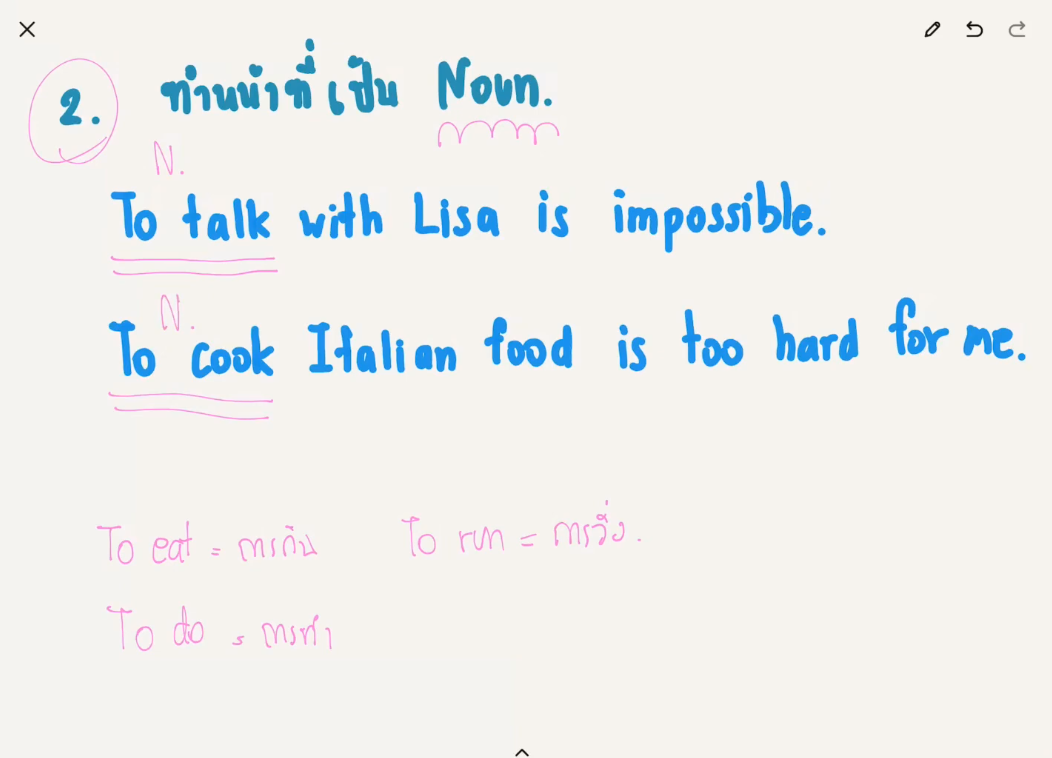 2. ทำหน้าที่เป็น Noun.
N.
To talk with Lisa is impossible.
N.
To cook Italian food is too hard for me.
To eat = การกิน To run = การวิ่ง.
To do = การทำ